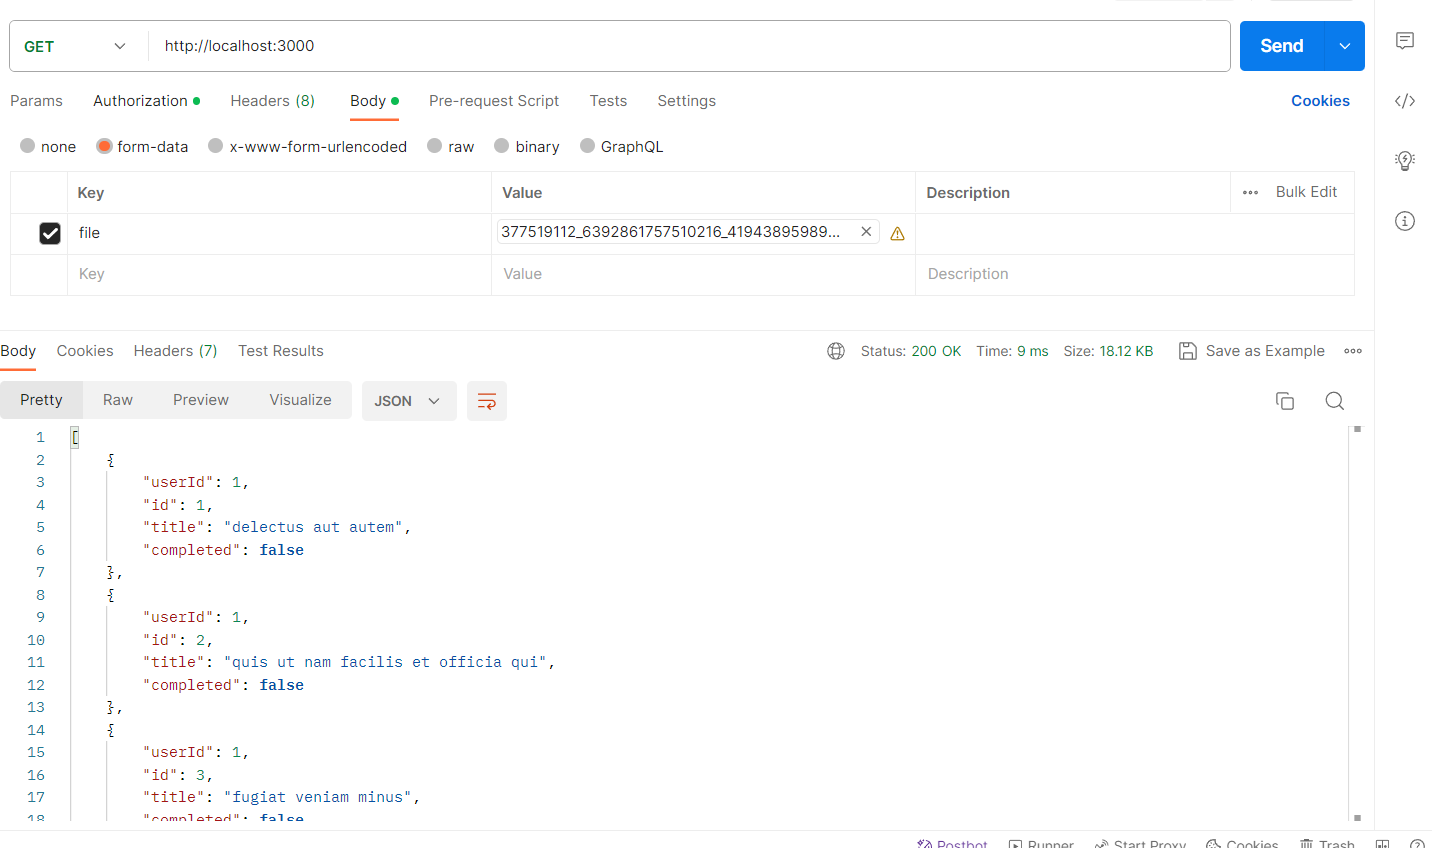 GET http://localhost:3000 Send
Params Authorization Headers (8) Body Pre-request Script Tests Settings Cookies
none form-data x-www-form-urlencoded raw binary GraphQL
Key Value Description Bulk Edit
file 377519112_6392861757510216_41943895989...
Key Value Description
Body Cookies Headers (7) Test Results Status: 200 OK Time: 9 ms Size: 18.12 KB Save as Example
Pretty Raw Preview Visualize JSON
1 [
2 {
3 "userId": 1,
4 "id": 1,
5 "title": "delectus aut autem",
6 "completed": false
7 },
8 {
9 "userId": 1,
10 "id": 2,
11 "title": "quis ut nam facilis et officia qui",
12 "completed": false
13 },
14 {
15 "userId": 1,
16 "id": 3,
17 "title": "fugiat veniam minus",
18 "completed": false
Postbot Runner Start Proxy Cookies Trash